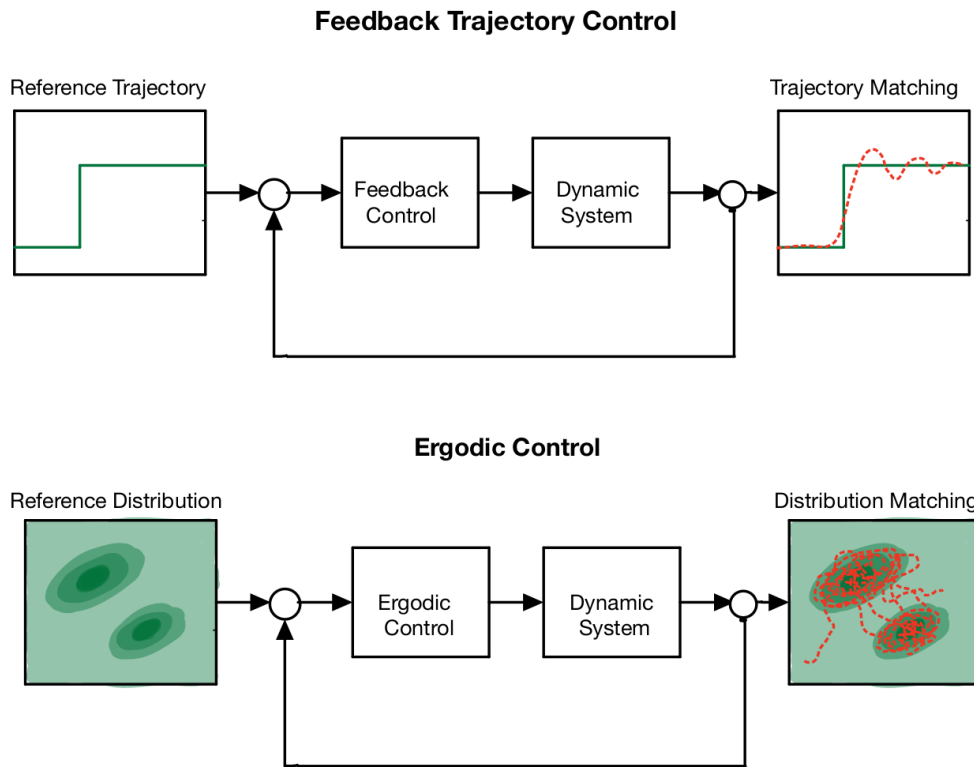 Feedback Trajectory Control
Reference Trajectory
Trajectory Matching
Feedback
Control
Dynamic
System
Ergodic Control
Reference Distribution
Distribution Matching
Ergodic
Control
Dynamic
System